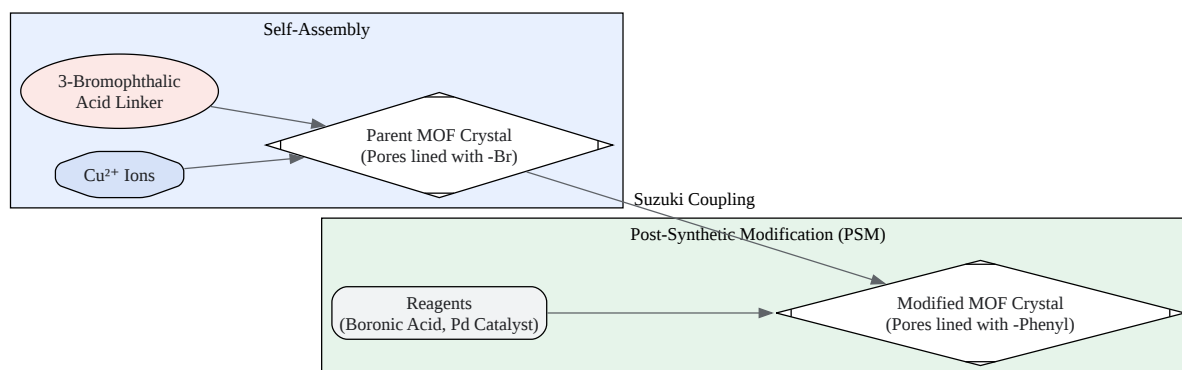 Self-Assembly
3-Bromophthalic
Acid Linker
Parent MOF Crystal
(Pores lined with -Br)
Cu²⁺ Ions
Suzuki Coupling
Post-Synthetic Modification (PSM)
Reagents
(Boronic Acid, Pd Catalyst)
Modified MOF Crystal
(Pores lined with -Phenyl)